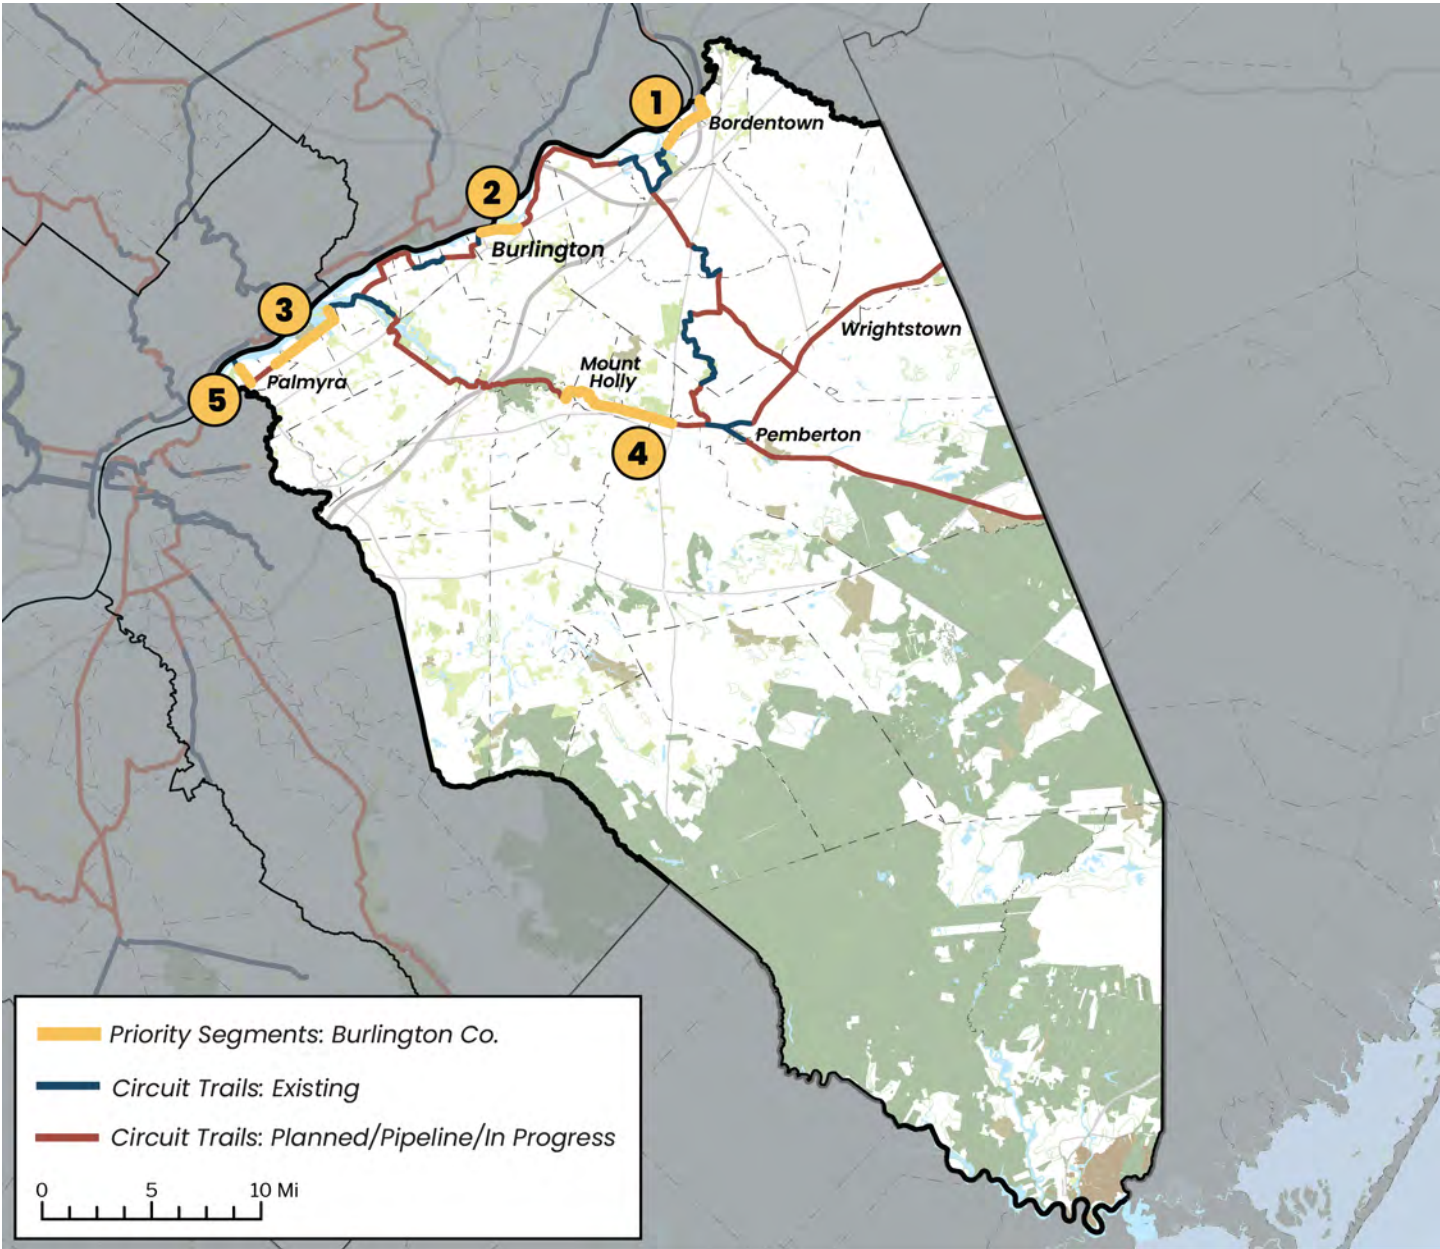 1
Bordentown
2
Burlington
3
Wrightstown
Mount
Holly
Palmyra
5
Pemberton
4
Priority Segments: Burlington Co.
Circuit Trails: Existing
Circuit Trails: Planned/Pipeline/In Progress
0 5 10 Mi